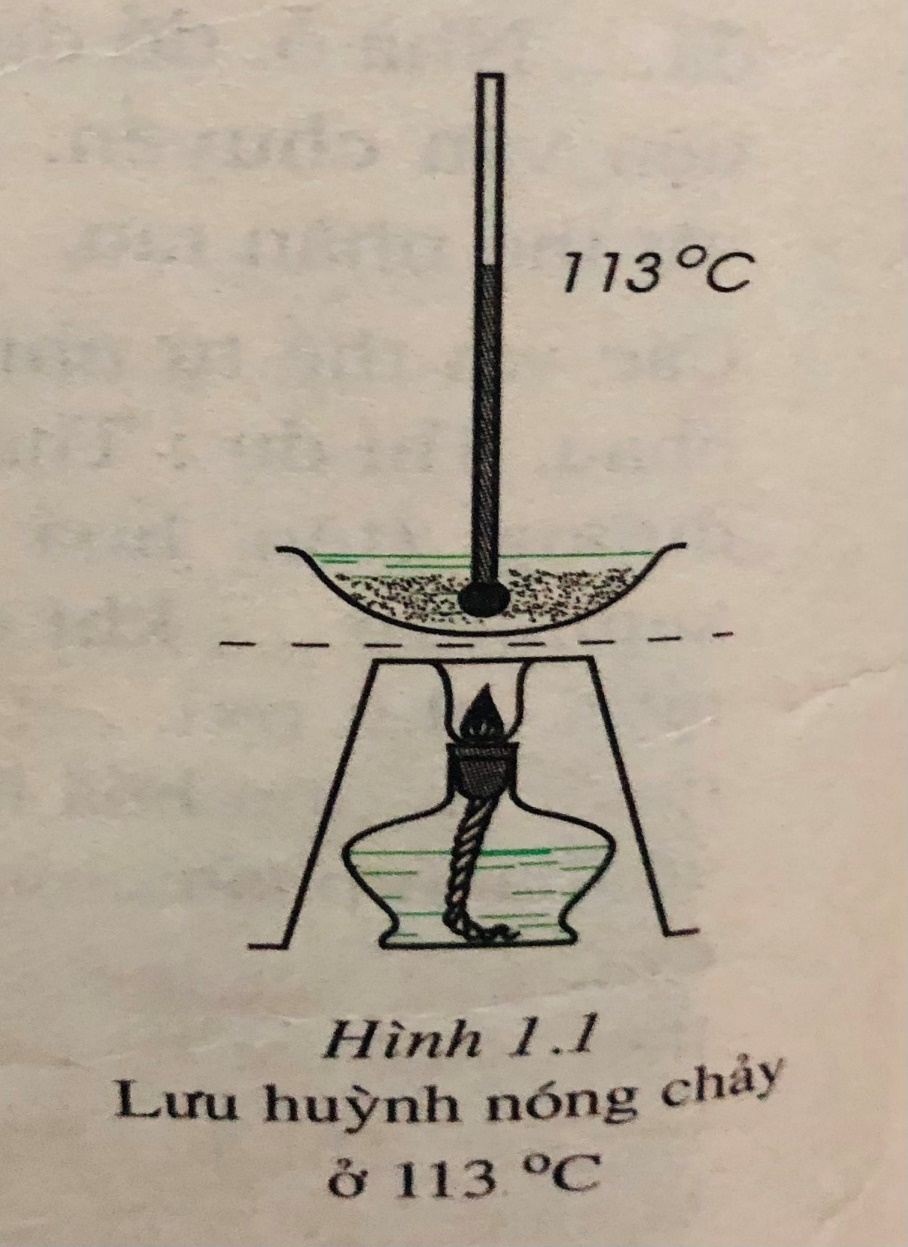 113°C
Hình 1.1
Lưu huỳnh nóng chảy
ở 113 °C